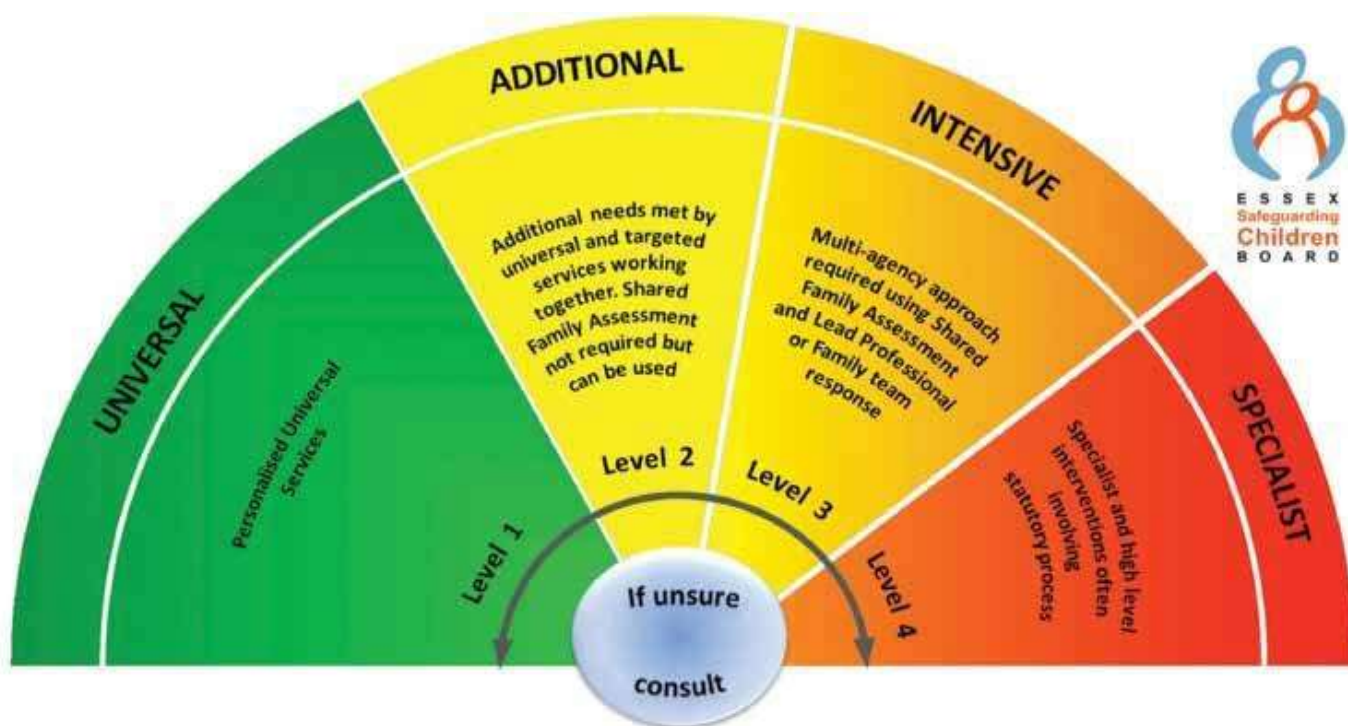 UNIVERSAL
Personalised Universal
Services
Level 1
ADDITIONAL
Additional needs met by
universal and targeted
services working
together. Shared
Family Assessment
not required but
can be used
Level 2
INTENSIVE
Multi-agency approach
required using Shared
Family Assessment
and Lead Professional
or Family team
response
Level 3
SPECIALIST
Specialist and high level
interventions often
involving
statutory process
Level 4
If unsure
consult
ESSEX
Safeguarding
Children
BOARD